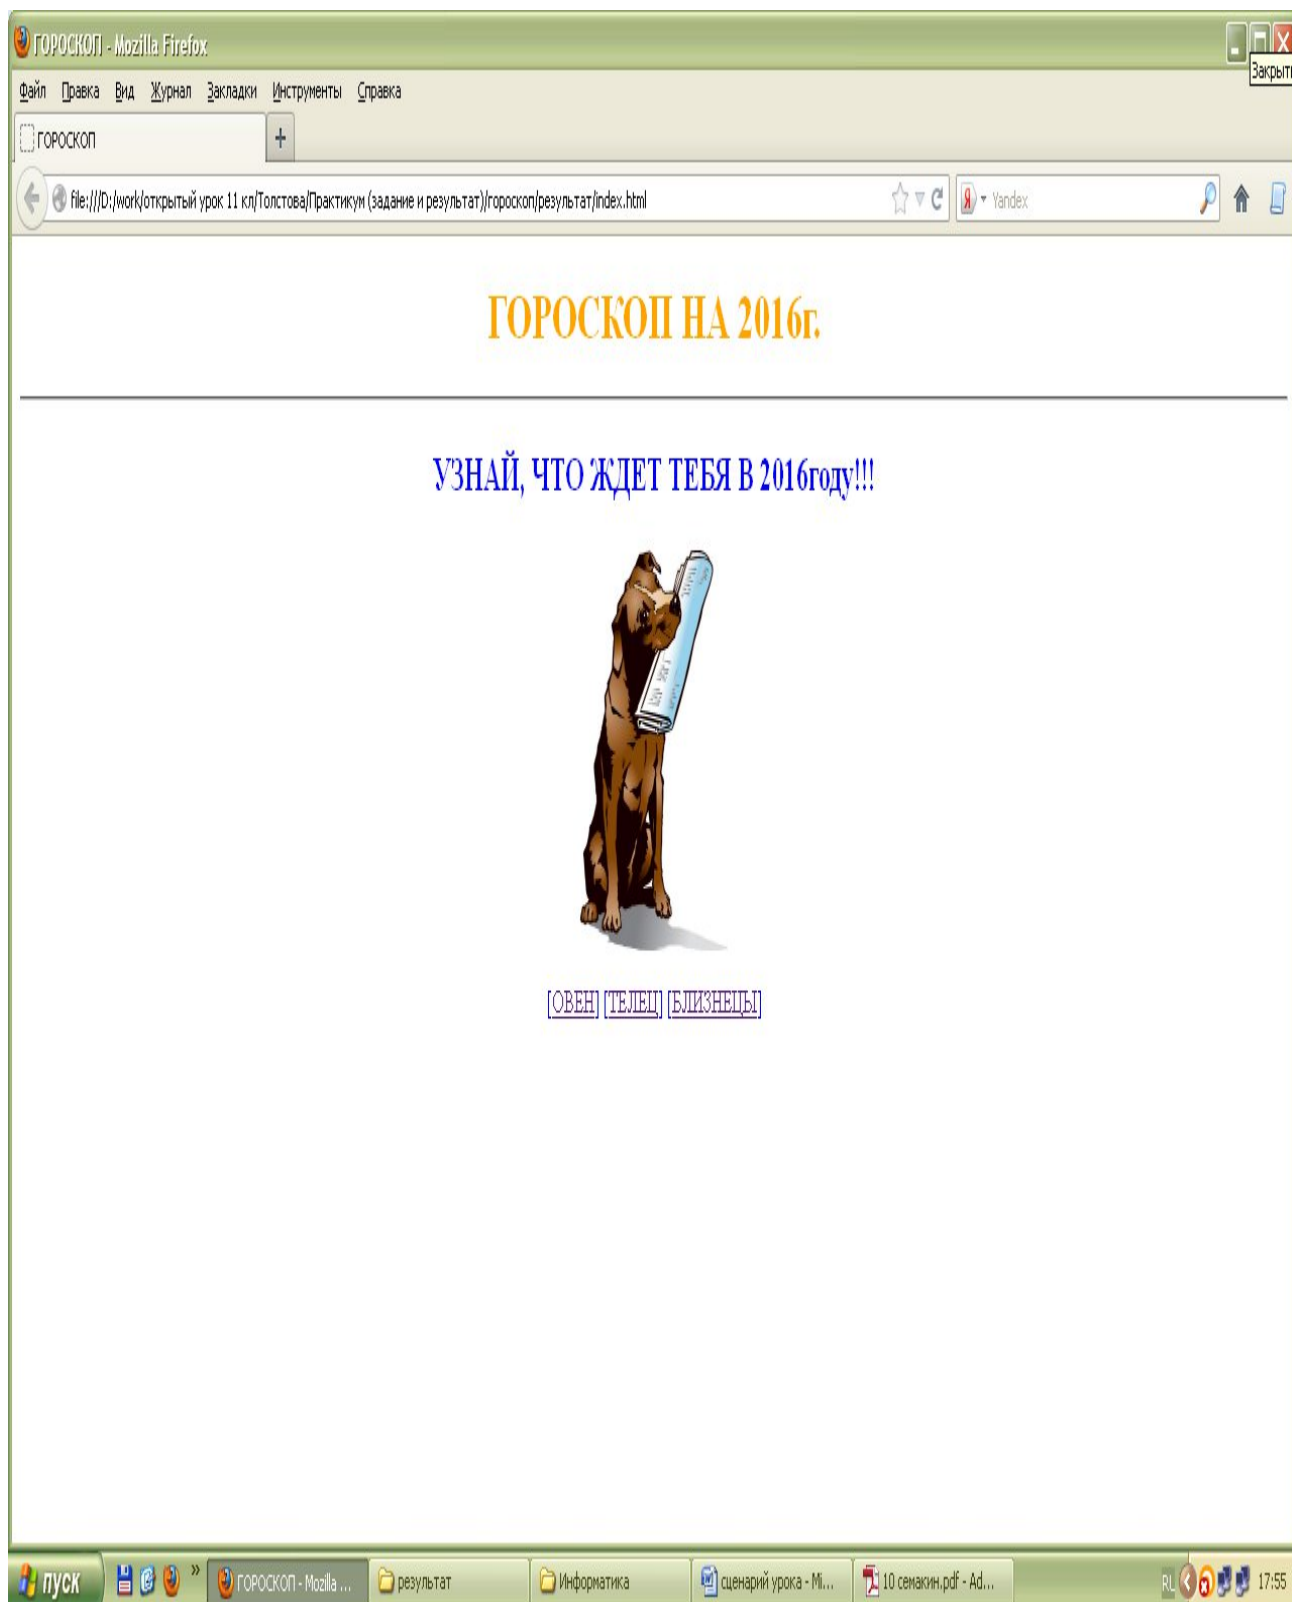 ГОРОСКОП - Mozilla Firefox
Закрыть
Файл Правка Вид Журнал Закладки Инструменты Справка
ГОРОСКОП +
file:///D:/work/открытый урок 11 кл/Толстова/Практикум (задание и результат)/гороскоп/результат/index.html Я Yandex
ГОРОСКОП НА 2016г.
УЗНАЙ, ЧТО ЖДЕТ ТЕБЯ В 2016году!!!
[ОВЕН] [ТЕЛЕЦ] [БЛИЗНЕЦЫ]
пуск » ГОРОСКОП - Mozilla ... результат Информатика сценарий урока - Mi... 10 семакин.pdf - Ad... 17:55